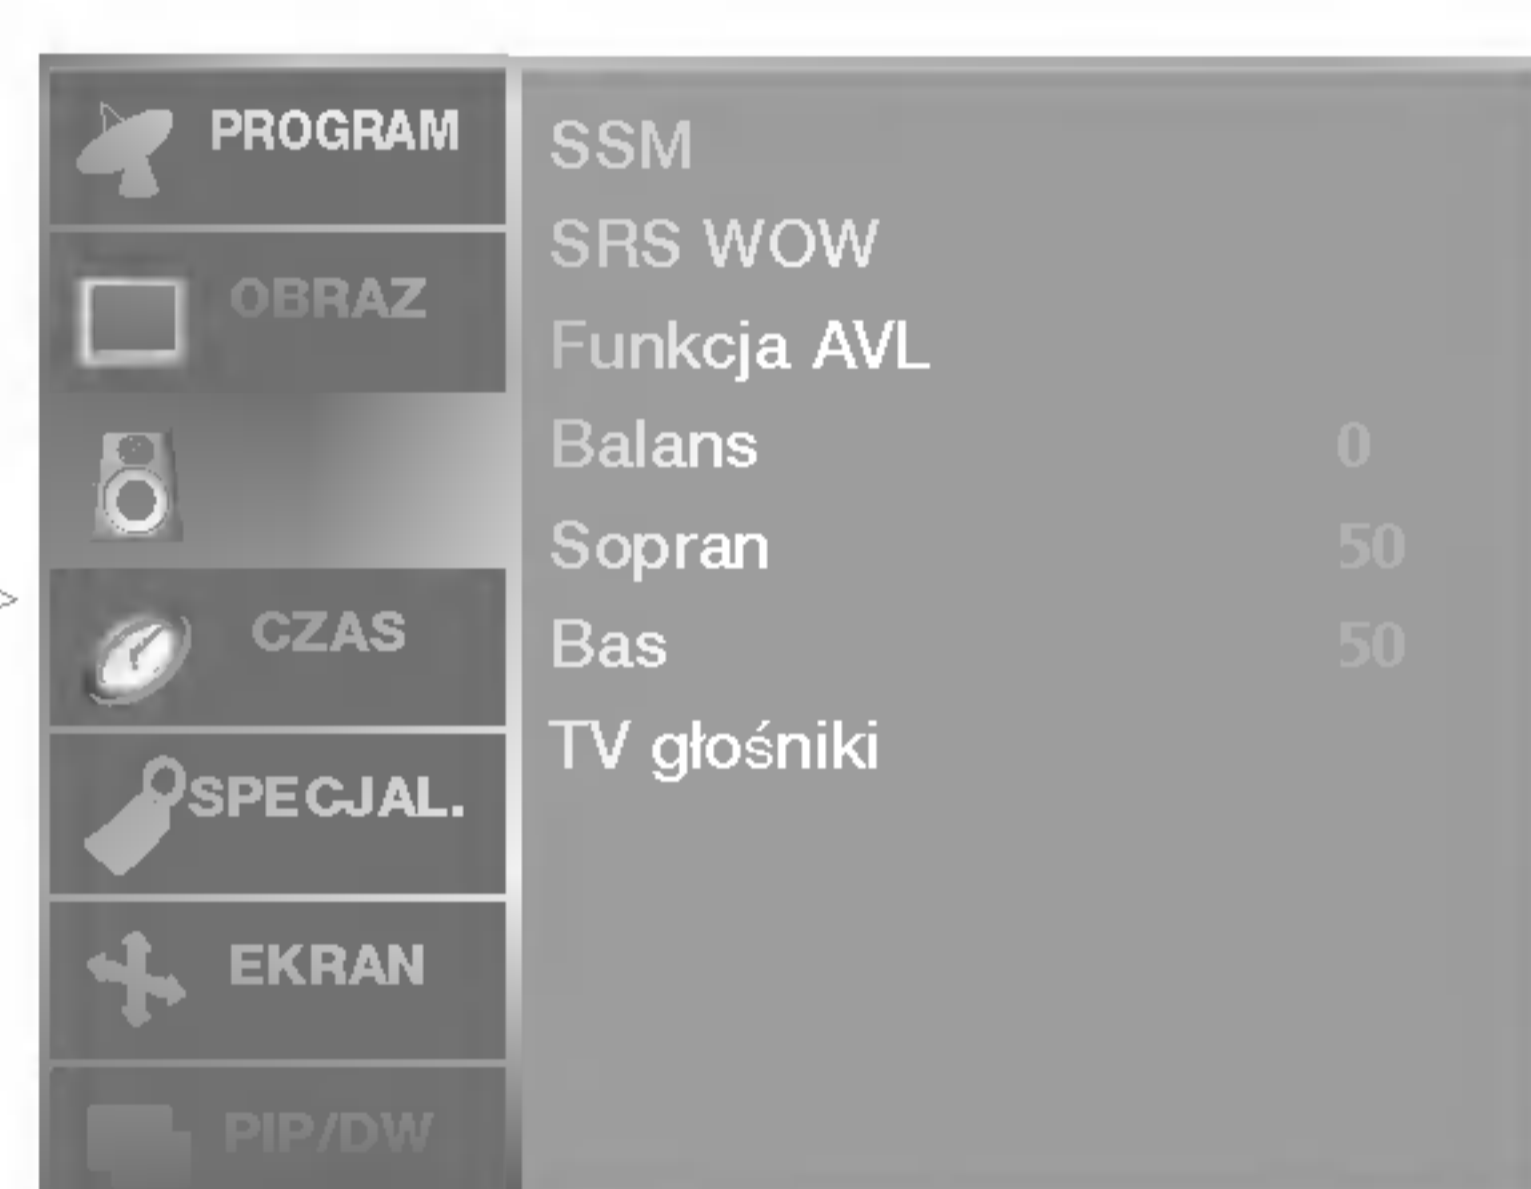 PROGRAM
OBRAZ
CZAS
SPECJAL.
EKRAN
PIP/DW
SSM
SRS WOW
Funkcja AVL
Balans 0
Sopran 50
Bas 50
TV głośniki